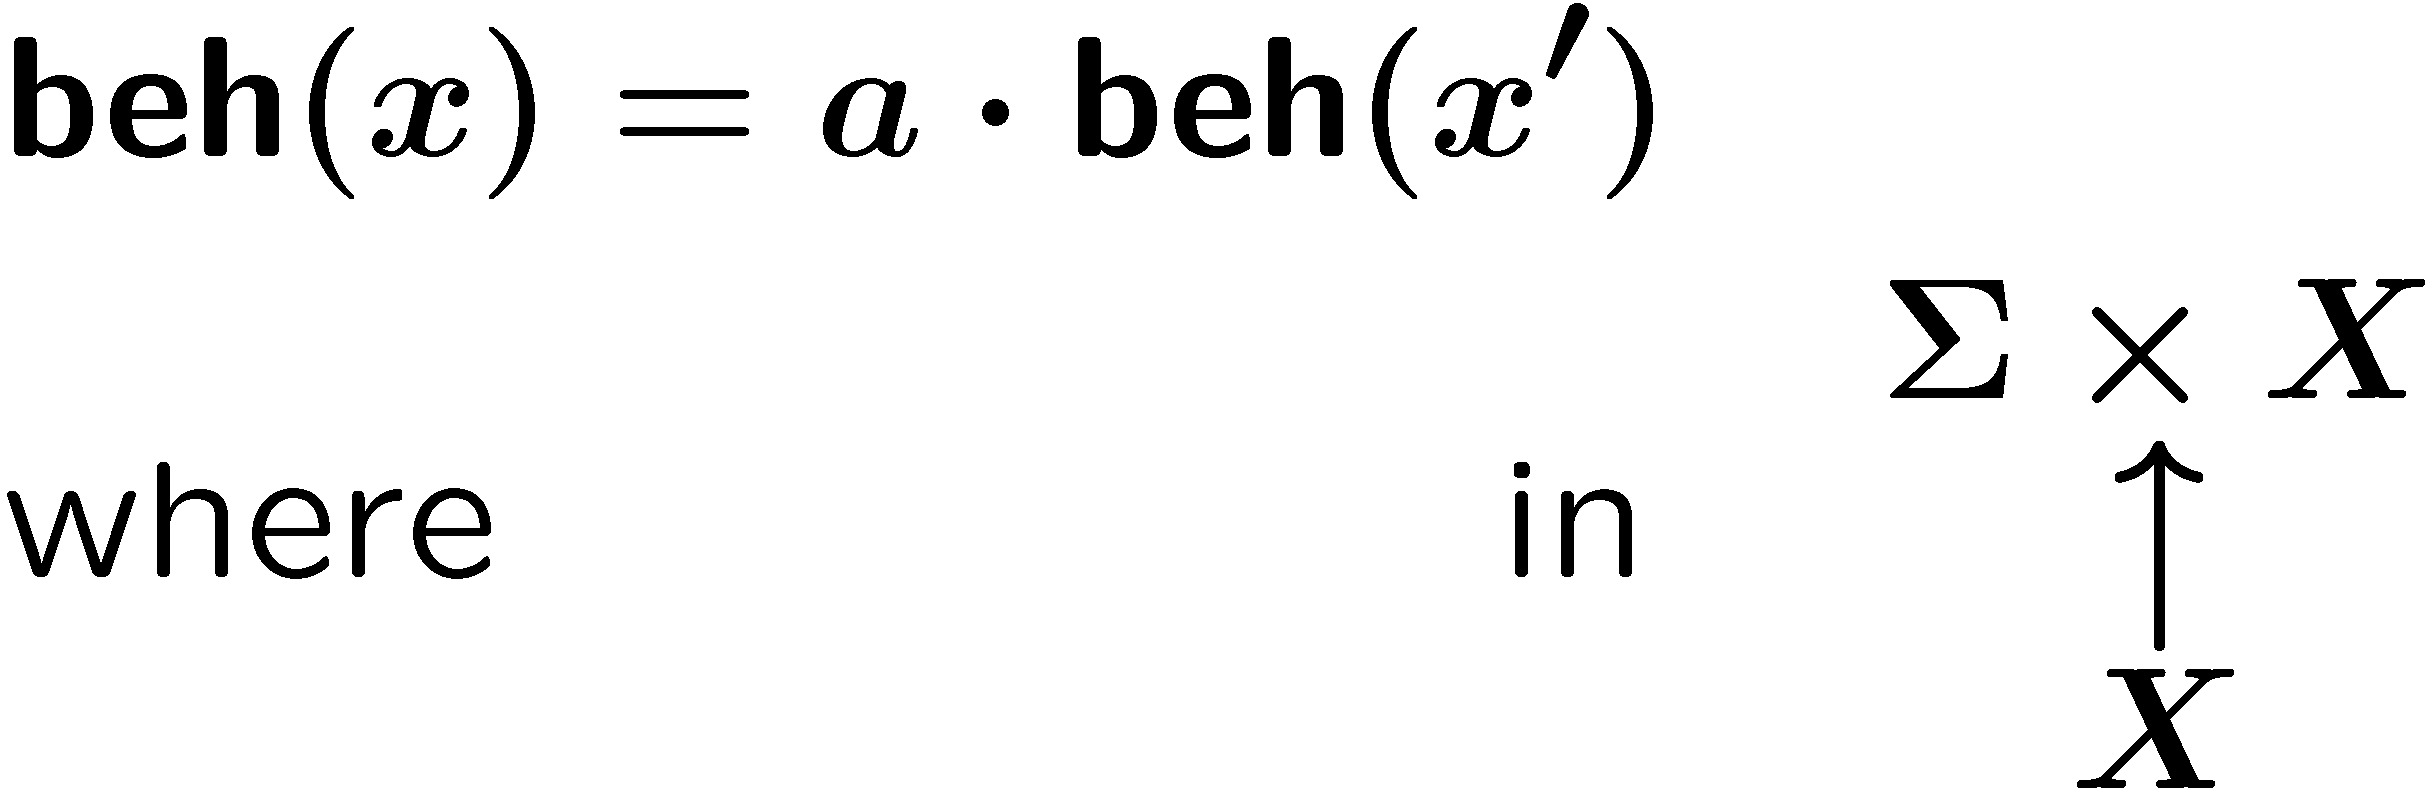 beh(x) = a · beh(x′)
Σ × X
where in ↑
X